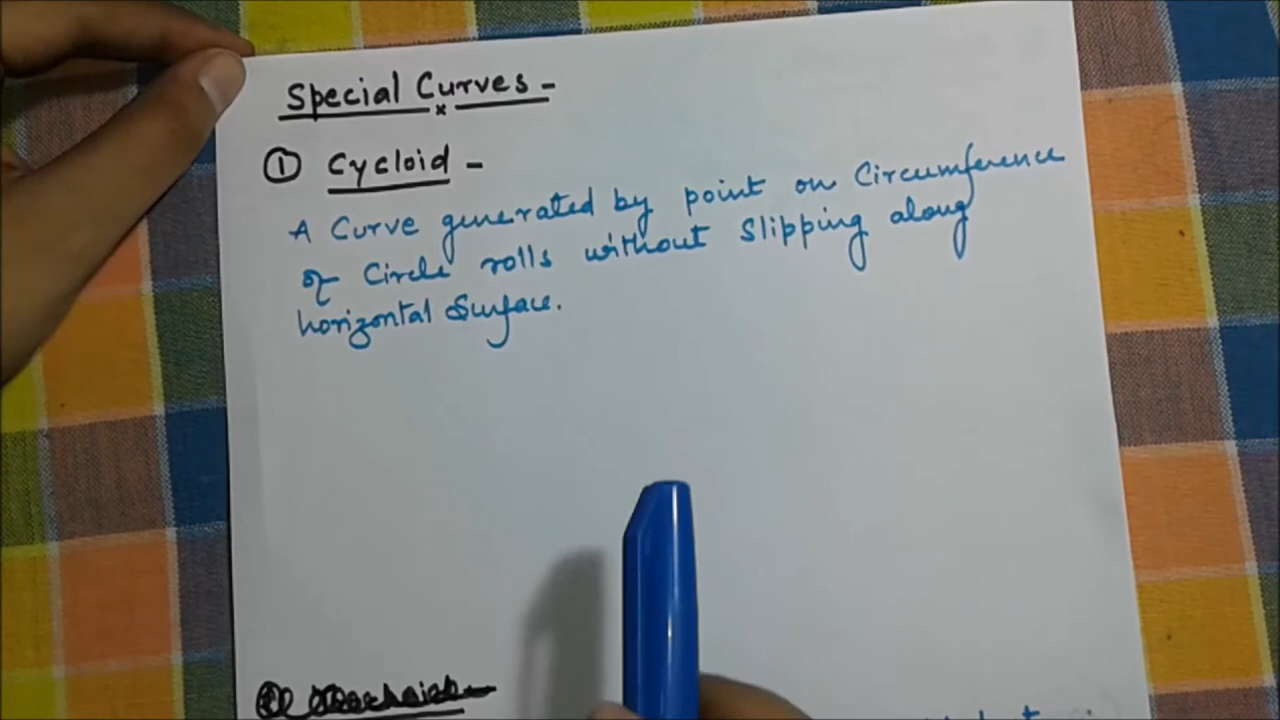 Special Curves -
① Cycloid -
A Curve generated by point on Circumference
of Circle rolls without Slipping along
horizontal Surface.